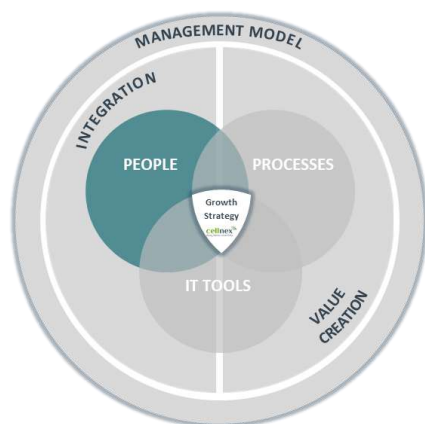 MANAGEMENT MODEL
INTEGRATION
PEOPLE
PROCESSES
Growth
Strategy
cellnex
IT TOOLS
VALUE
CREATION